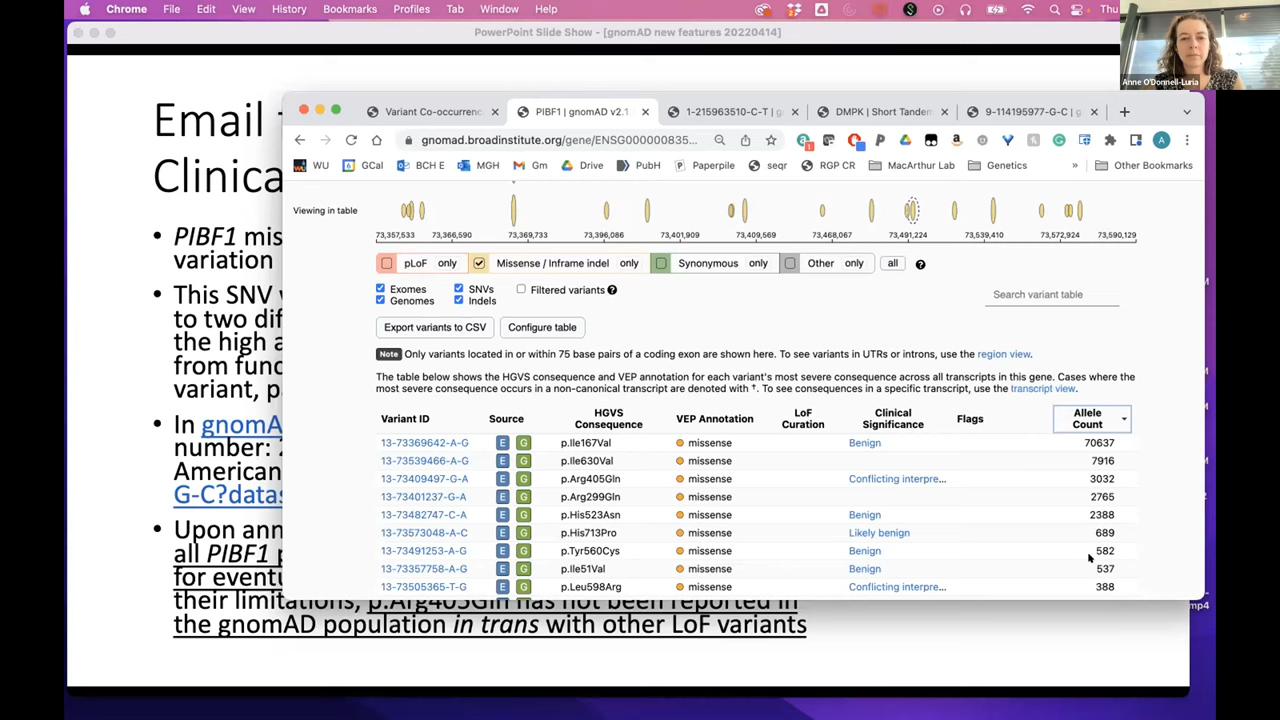 Chrome File Edit View History Bookmarks Profiles Tab Window Help Thu
PowerPoint Slide Show - [gnomAD new features 20220414]
Anne O'Donnell-Luria
Email
Clinica
• PIBF1 mis
variation
• This SNV
to two dif
the high a
from func
variant, p
• In gnomA
number: 2
American
G-C?datas
• Upon ann
all PIBF1 p
for eventu
their limitations, p.Arg405Gln has not been reported in
the gnomAD population in trans with other LoF variants
mp4
Variant Co-occurrenc × PIBF1 | gnomAD v2.1 × 1-215963510-C-T | g × DMPK | Short Tandem × 9-114195977-G-C | g × +
gnomad.broadinstitute.org/gene/ENSG000000835...
WU GCal BCH E MGH Gm Drive PubH Paperpile seqr RGP CR MacArthur Lab Genetics » Other Bookmarks
Viewing in table
73,357,533 73,366,590 73,369,733 73,396,086 73,401,909 73,409,569 73,468,067 73,491,224 73,539,410 73,572,924 73,590,129
pLoF only Missense / Inframe indel only Synonymous only Other only all ?
Exomes SNVs Filtered variants ?
Genomes Indels
Search variant table
Export variants to CSV Configure table
Note Only variants located in or within 75 base pairs of a coding exon are shown here. To see variants in UTRs or introns, use the region view.
The table below shows the HGVS consequence and VEP annotation for each variant's most severe consequence across all transcripts in this gene. Cases where the
most severe consequence occurs in a non-canonical transcript are denoted with †. To see consequences in a specific transcript, use the transcript view.
Variant ID Source HGVS Consequence VEP Annotation LoF Curation Clinical Significance Flags Allele Count
13-73369642-A-G E G p.Ile167Val missense Benign 70637
13-73539466-A-G E G p.Ile630Val missense 7916
13-73409497-G-A E G p.Arg405Gln missense Conflicting interpre... 3032
13-73401237-G-A E G p.Arg299Gln missense 2765
13-73482747-C-A E G p.His523Asn missense Benign 2388
13-73573048-A-C E G p.His713Pro missense Likely benign 689
13-73491253-A-G E G p.Tyr560Cys missense Benign 582
13-73357758-A-G E G p.Ile51Val missense Benign 537
13-73505365-T-G E G p.Leu598Arg missense Conflicting interpre... 388